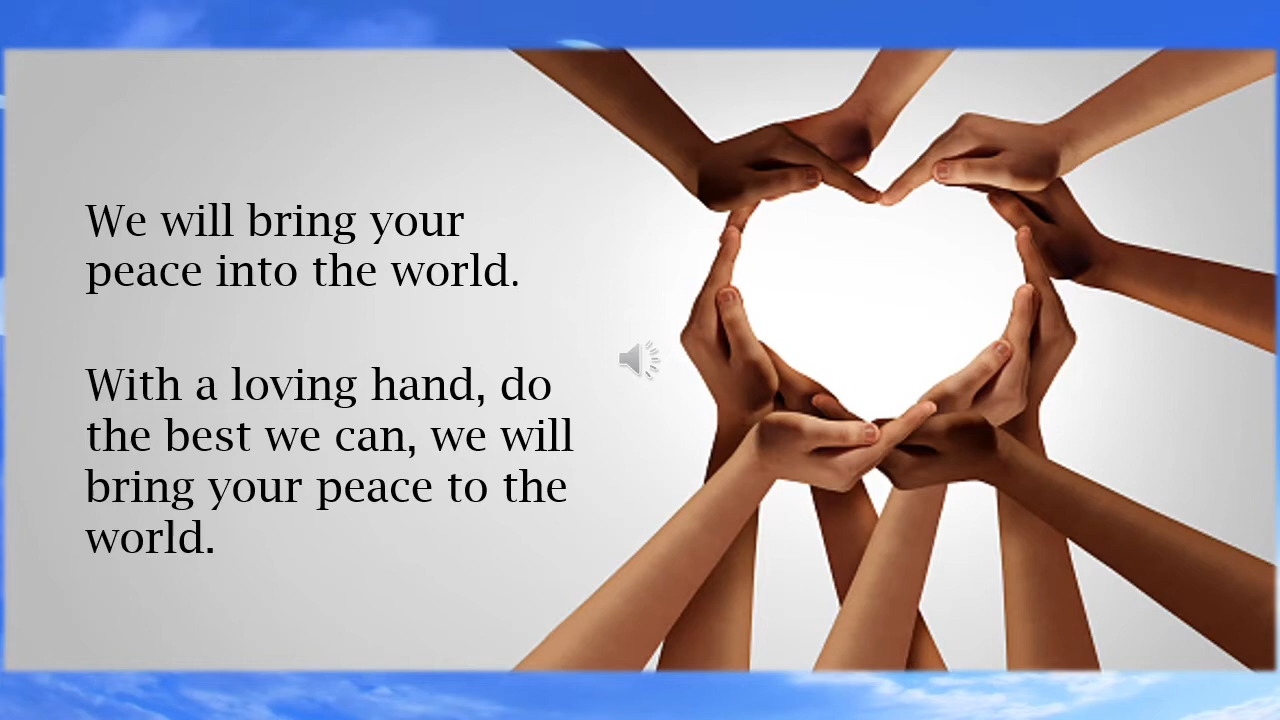 We will bring your
peace into the world.
With a loving hand, do
the best we can, we will
bring your peace to the
world.